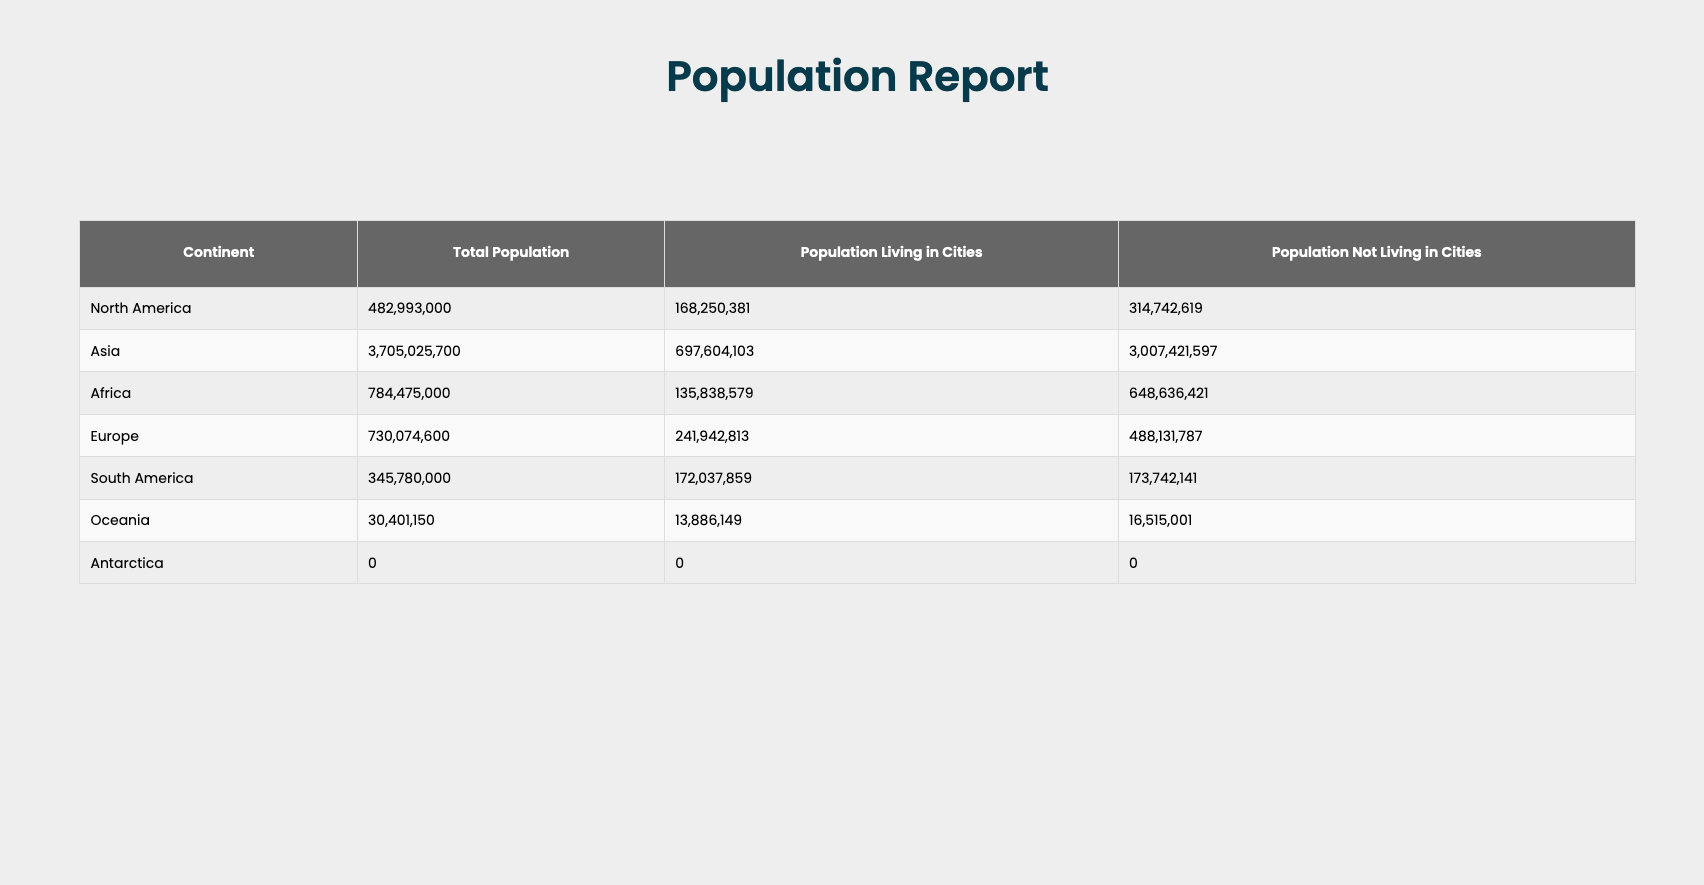 Population Report
Continent Total Population Population Living in Cities Population Not Living in Cities
North America 482,993,000 168,250,381 314,742,619
Asia 3,705,025,700 697,604,103 3,007,421,597
Africa 784,475,000 135,838,579 648,636,421
Europe 730,074,600 241,942,813 488,131,787
South America 345,780,000 172,037,859 173,742,141
Oceania 30,401,150 13,886,149 16,515,001
Antarctica 0 0 0